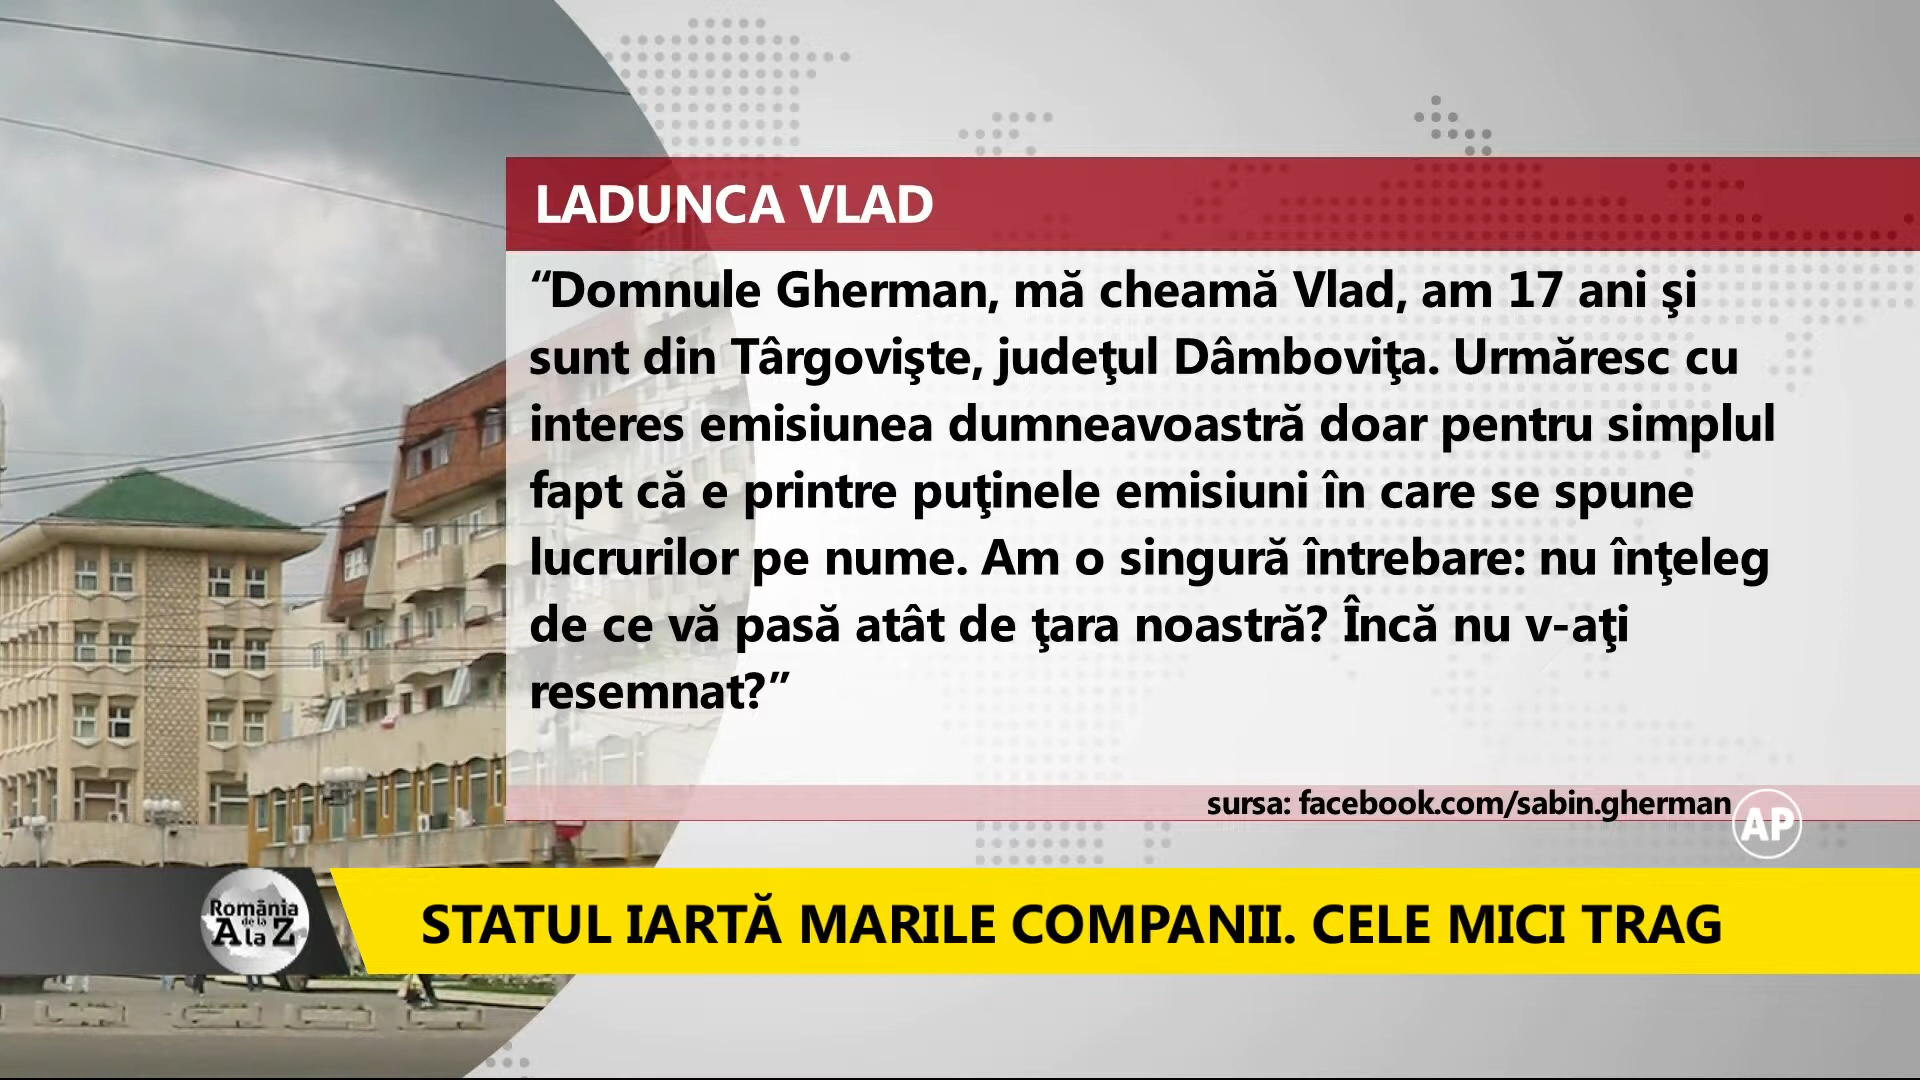 LADUNCA VLAD
“Domnule Gherman, mă cheamă Vlad, am 17 ani şi
sunt din Târgovişte, judeţul Dâmboviţa. Urmăresc cu
interes emisiunea dumneavoastră doar pentru simplul
fapt că e printre puţinele emisiuni în care se spune
lucrurilor pe nume. Am o singură întrebare: nu înţeleg
de ce vă pasă atât de ţara noastră? Încă nu v-aţi
resemnat?”
sursa: facebook.com/sabin.gherman
AP
România
de la
A la Z
STATUL IARTĂ MARILE COMPANII. CELE MICI TRAG